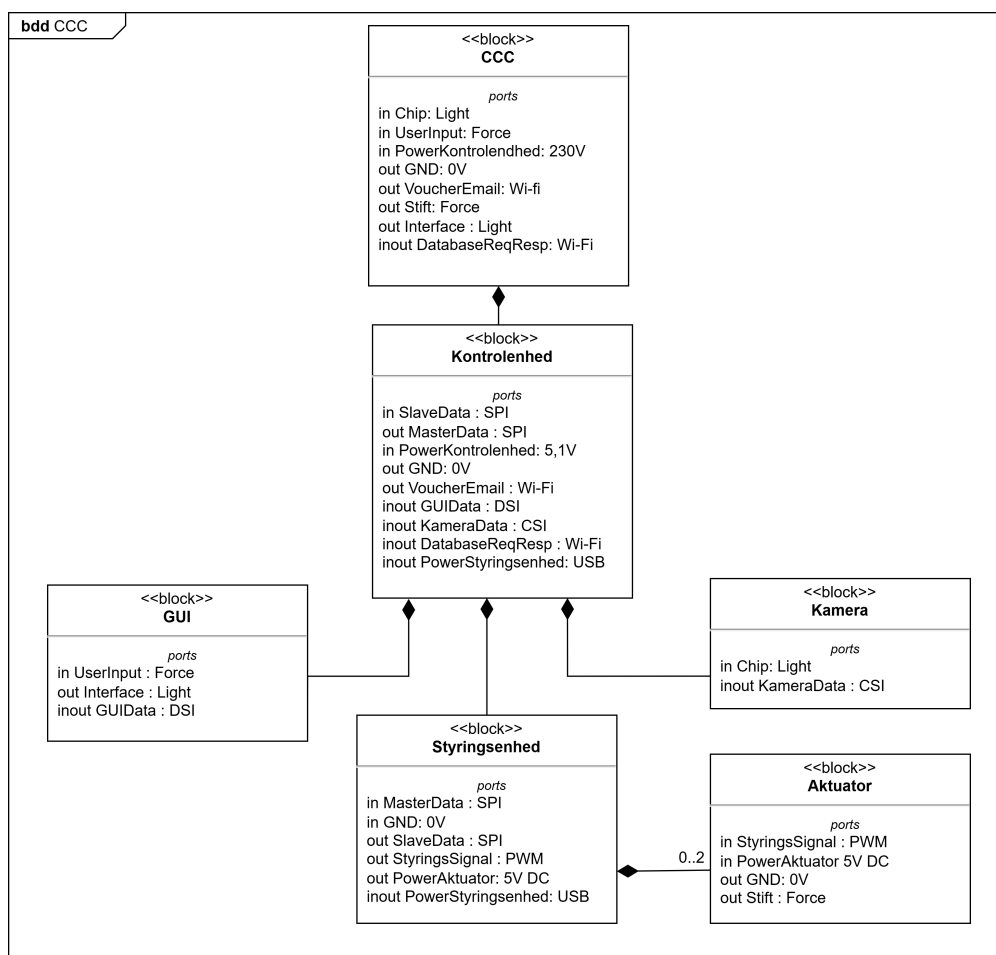 bdd CCC
<<block>>
CCC
ports
in Chip: Light
in UserInput: Force
in PowerKontrolendhed: 230V
out GND: 0V
out VoucherEmail: Wi-fi
out Stift: Force
out Interface : Light
inout DatabaseReqResp: Wi-Fi
<<block>>
Kontrolenhed
ports
in SlaveData : SPI
out MasterData : SPI
in PowerKontrolenhed: 5,1V
out GND: 0V
out VoucherEmail : Wi-Fi
inout GUIData : DSI
inout KameraData : CSI
inout DatabaseReqResp : Wi-Fi
inout PowerStyringsenhed: USB
<<block>>
GUI
ports
in UserInput : Force
out Interface : Light
inout GUIData : DSI
<<block>>
Kamera
ports
in Chip: Light
inout KameraData : CSI
<<block>>
Styringsenhed
ports
in MasterData : SPI
in GND: 0V
out SlaveData : SPI
out StyringsSignal : PWM
out PowerAktuator: 5V DC
inout PowerStyringsenhed: USB
0..2
<<block>>
Aktuator
ports
in StyringsSignal : PWM
in PowerAktuator 5V DC
out GND: 0V
out Stift : Force